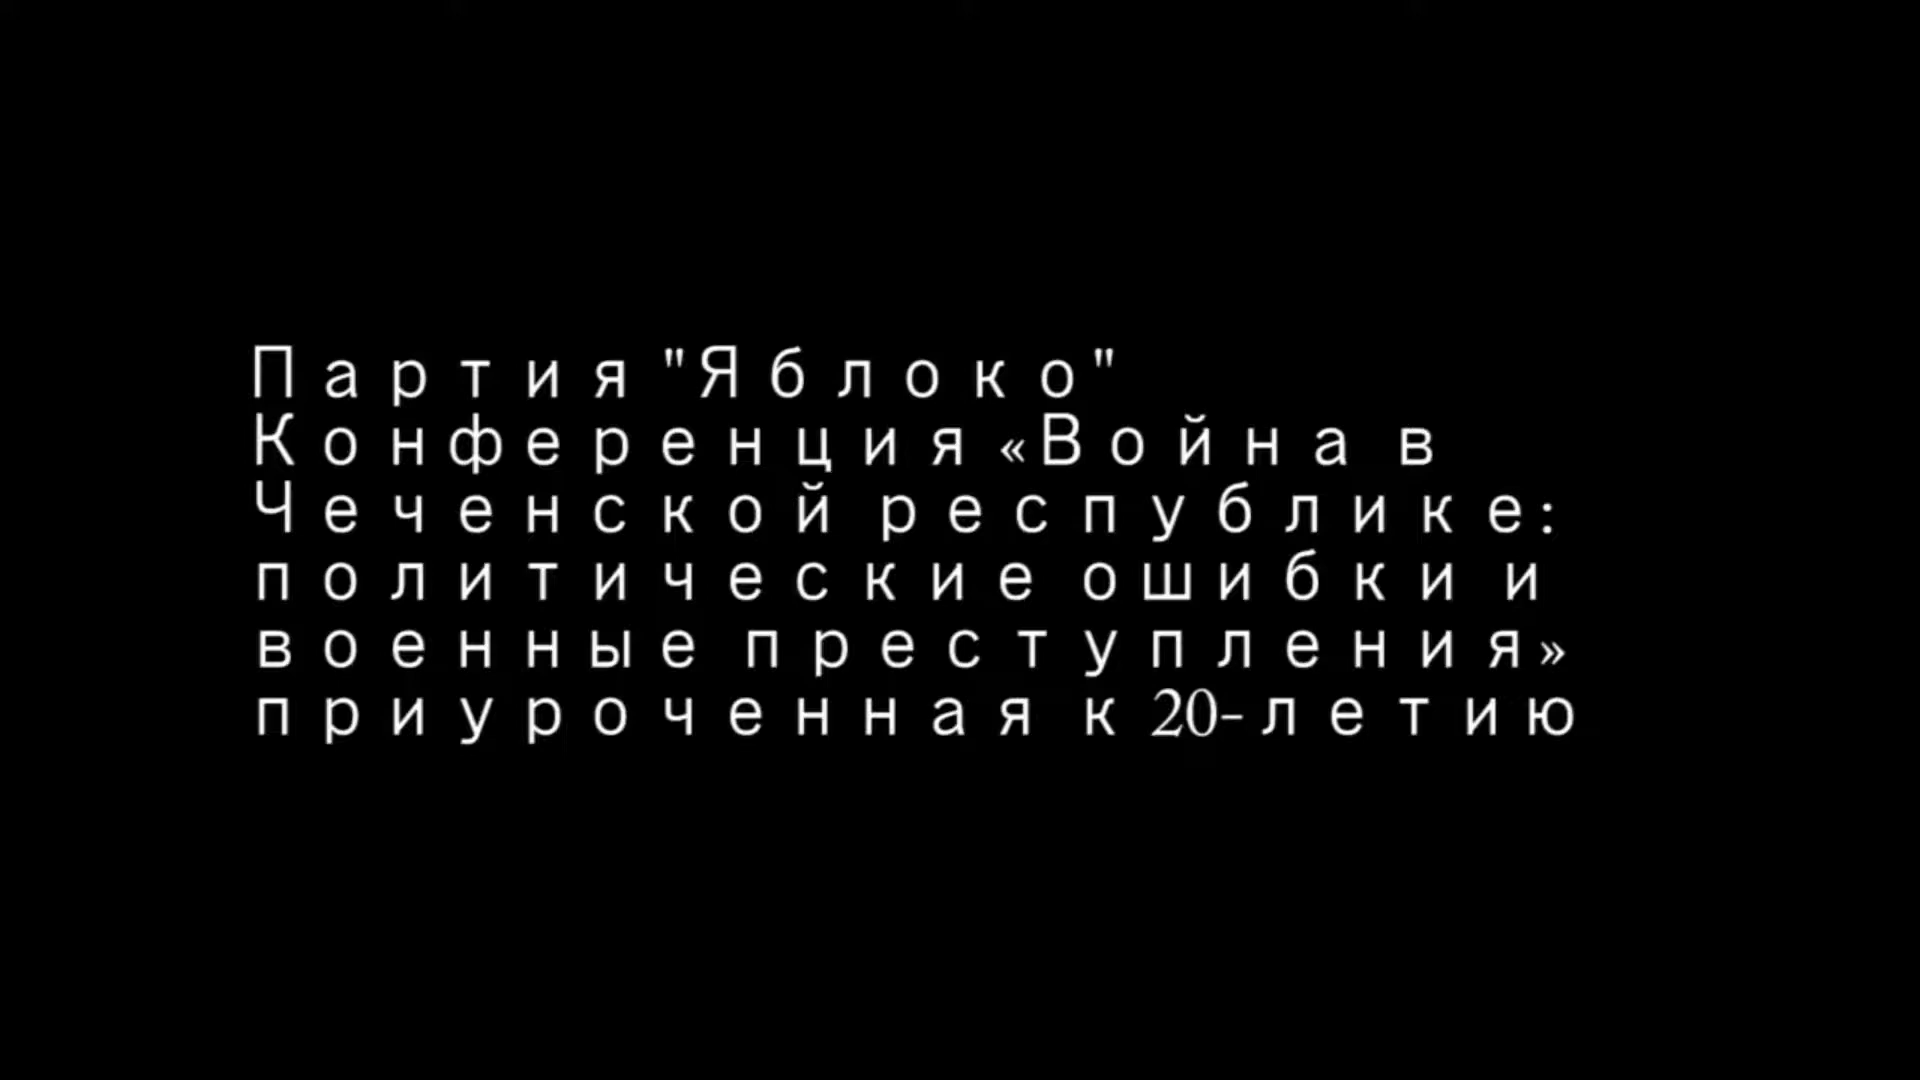 Партия "Яблоко"
Конференция «Война в
Чеченской республике:
политические ошибки и
военные преступления»
приуроченная к 20-летию